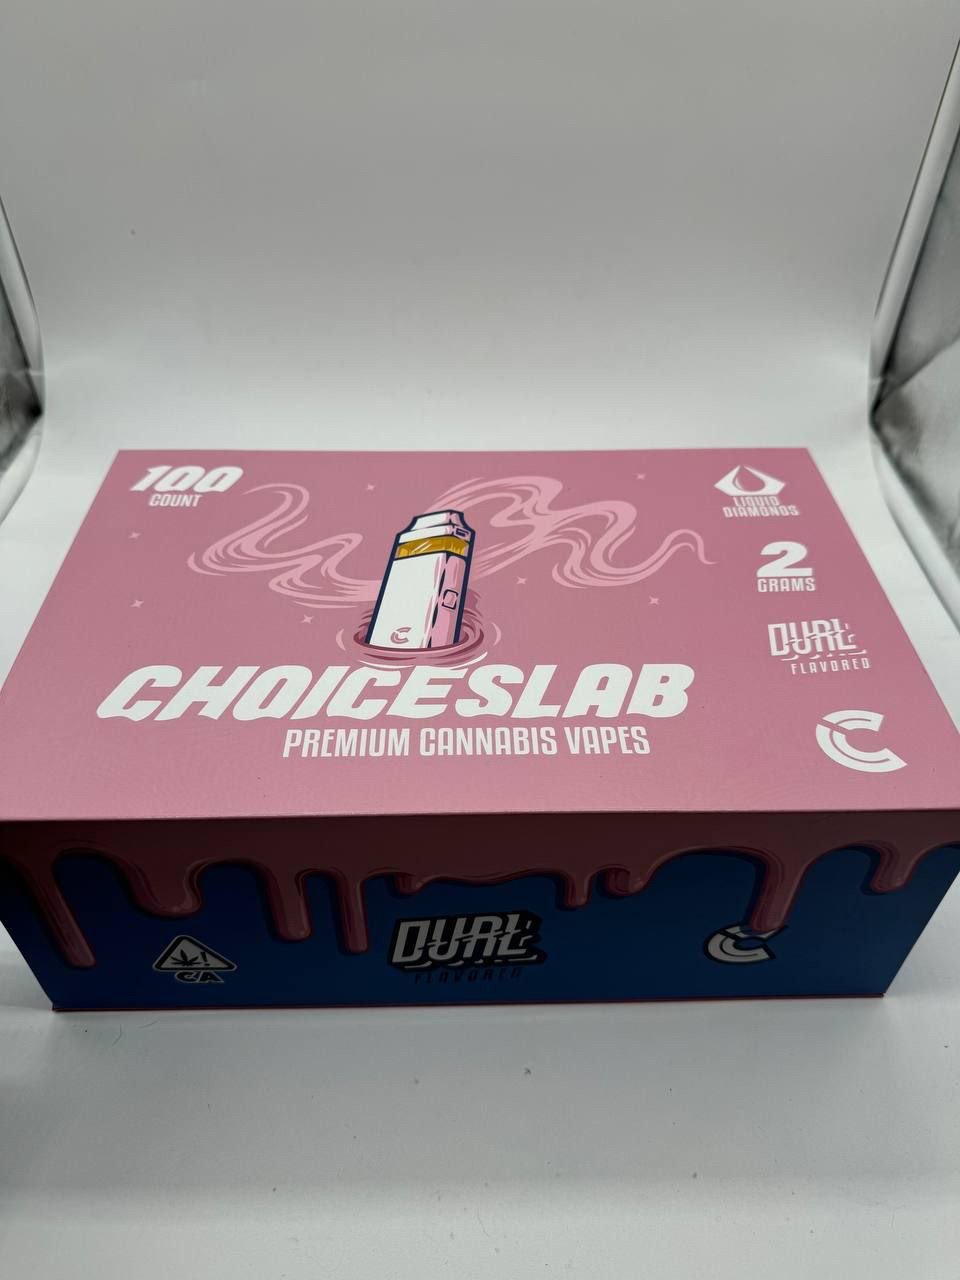 100
COUNT
LIQUID
DIAMONDS
2
GRAMS
DUAL
FLAVORED
C
CHOICESLAB
PREMIUM CANNABIS VAPES
C
!
CA
DUAL
FLAVORED
C